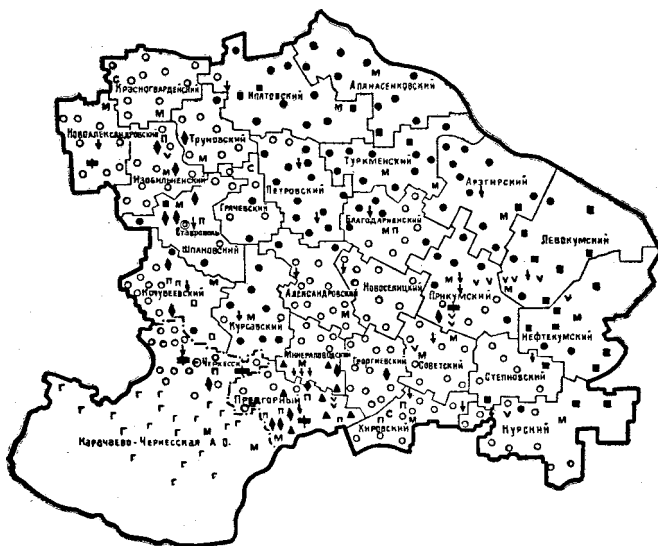 Красногвардейский
Ипатовский
Апанасенковский
Новоалександровский
Труновский
Туркменский
Изобильненский
Петровский
Арзгирский
Грачевский
Благодарненский
Левокумский
Ставрополь
Шпаковский
Кочубеевский
Александровский
Новоселицкий
Прикумский
Курсавский
Нефтекумский
Минераловодский
Георгиевский
Советский
Степновский
Черкесск
Предгорный
Карачаево-Черкесская А.О.
Кировский
Курский